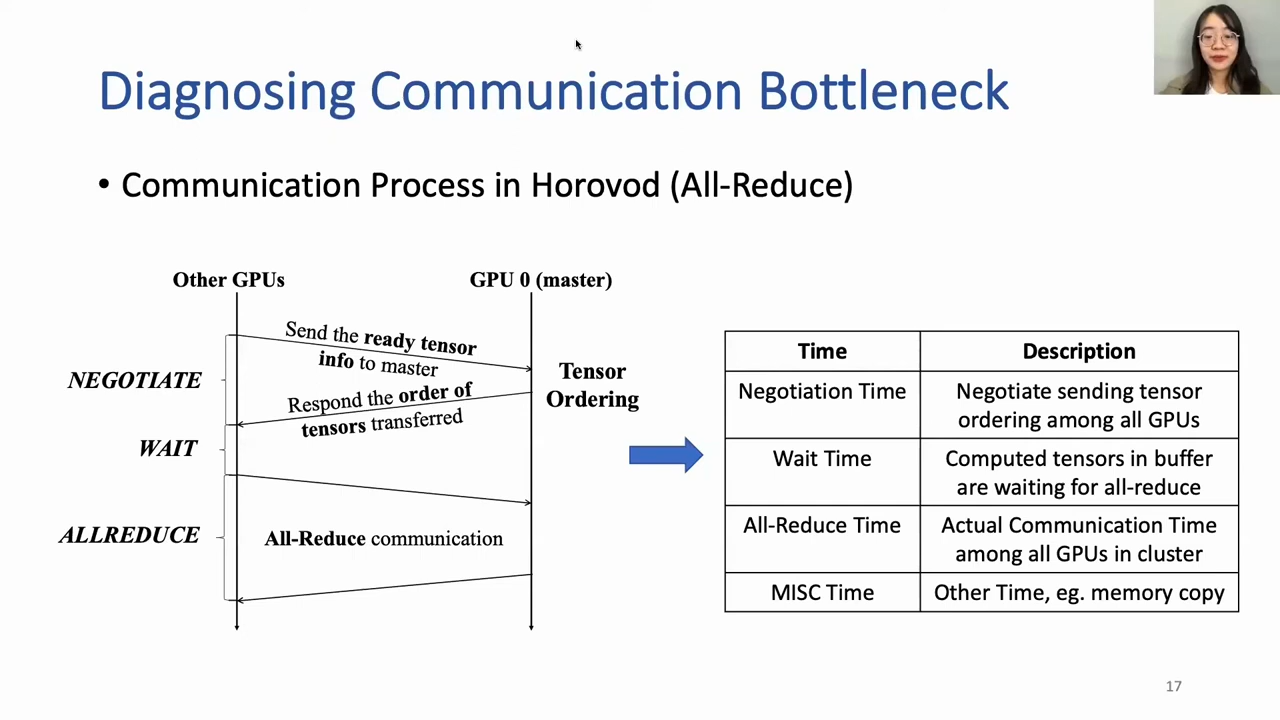 Diagnosing Communication Bottleneck
• Communication Process in Horovod (All-Reduce)
Other GPUs
GPU 0 (master)
Send the ready tensor
info to master
Respond the order of
tensors transferred
Tensor
Ordering
NEGOTIATE
WAIT
ALLREDUCE
All-Reduce communication
Time
Description
Negotiation Time
Negotiate sending tensor
ordering among all GPUs
Wait Time
Computed tensors in buffer
are waiting for all-reduce
All-Reduce Time
Actual Communication Time
among all GPUs in cluster
MISC Time
Other Time, eg. memory copy
17